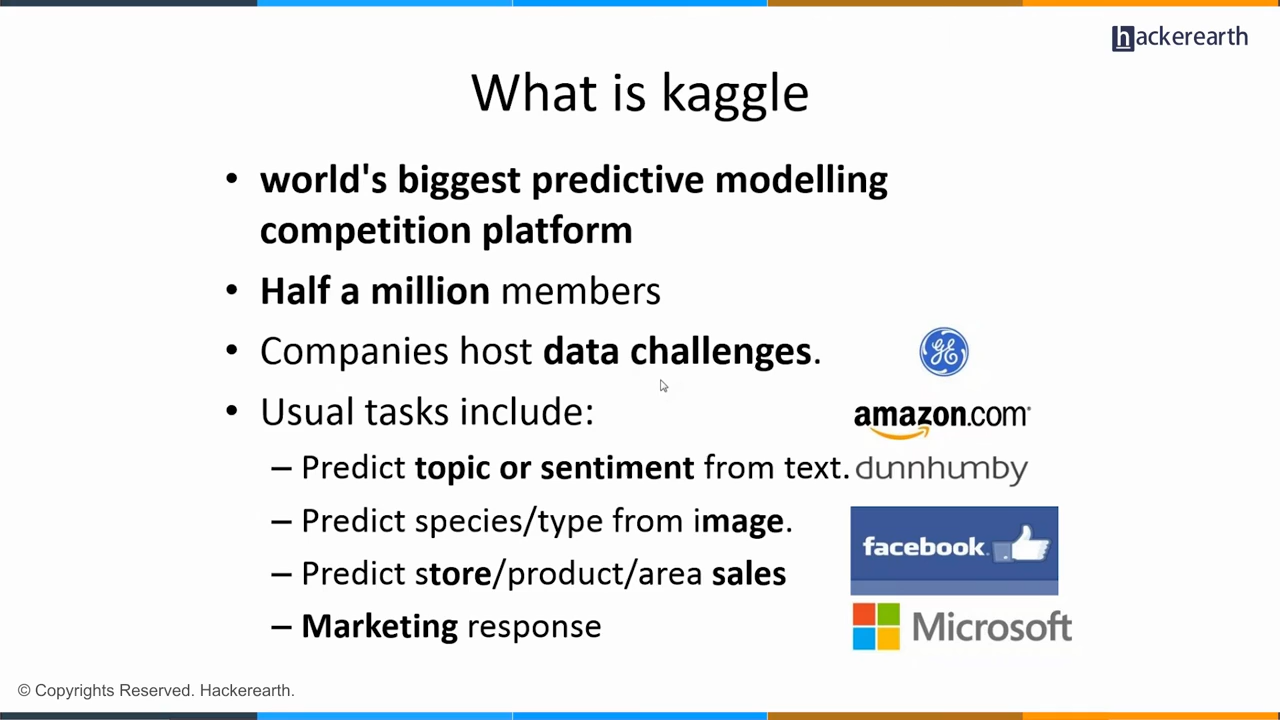 hackerearth
What is kaggle
• world's biggest predictive modelling
competition platform
• Half a million members
• Companies host data challenges.
GE
• Usual tasks include:
amazon.com®
– Predict topic or sentiment from text.
dunnhumby
– Predict species/type from image.
facebook.
– Predict store/product/area sales
– Marketing response
Microsoft
© Copyrights Reserved. Hackerearth.